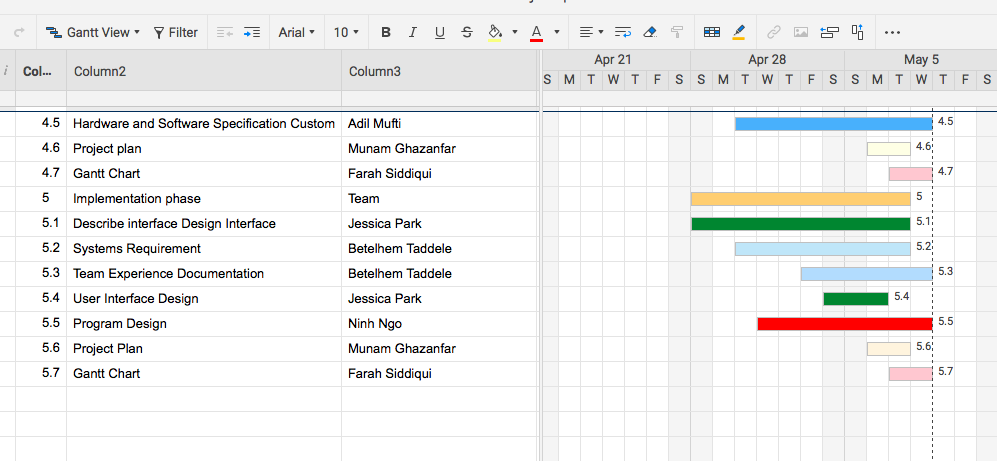 Gantt View Filter Arial 10 B I U S A
Apr 21 Apr 28 May 5
i Col... Column2 Column3 S M T W T F S S M T W T F S S M T W T F S
4.5 Hardware and Software Specification Custom Adil Mufti 4.5
4.6 Project plan Munam Ghazanfar 4.6
4.7 Gantt Chart Farah Siddiqui 4.7
5 Implementation phase Team 5
5.1 Describe interface Design Interface Jessica Park 5.1
5.2 Systems Requirement Betelhem Taddele 5.2
5.3 Team Experience Documentation Betelhem Taddele 5.3
5.4 User Interface Design Jessica Park 5.4
5.5 Program Design Ninh Ngo 5.5
5.6 Project Plan Munam Ghazanfar 5.6
5.7 Gantt Chart Farah Siddiqui 5.7